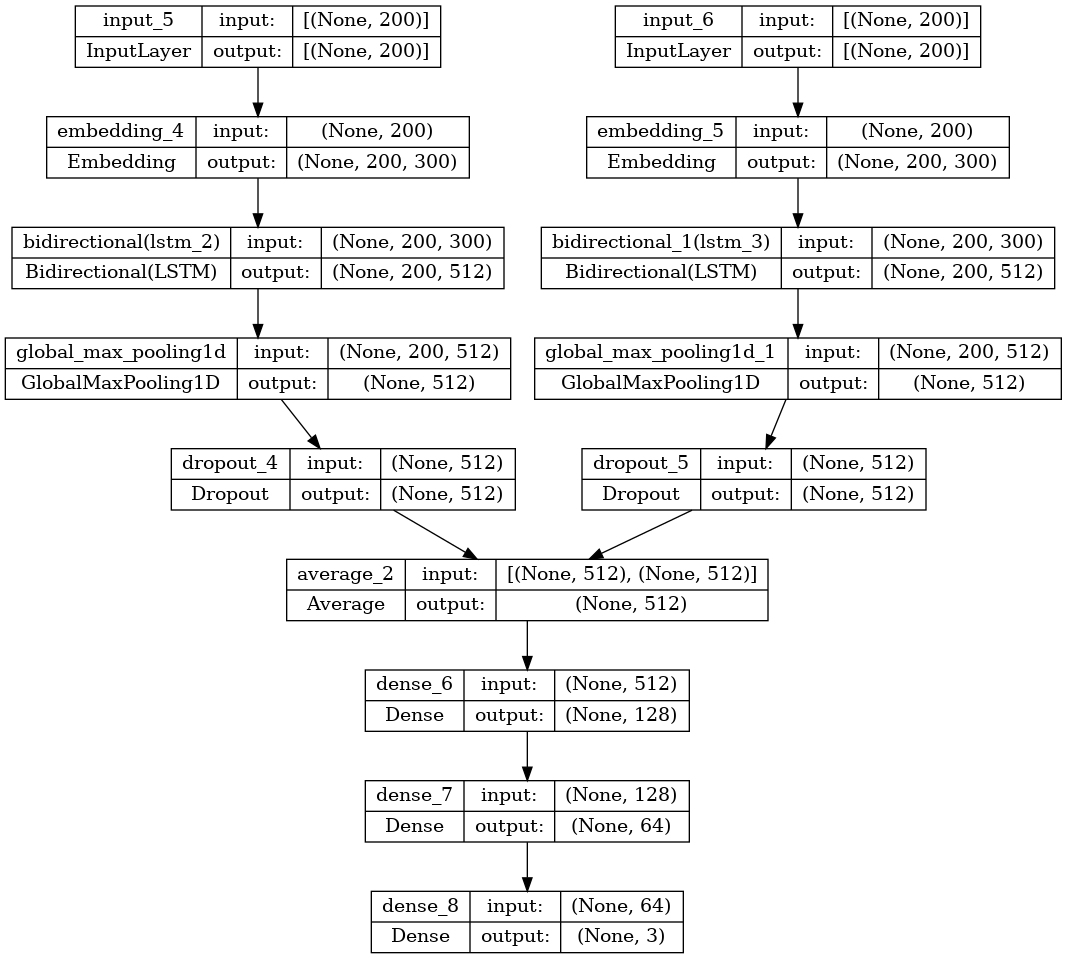 input_5 input: [(None, 200)]
InputLayer output: [(None, 200)]
input_6 input: [(None, 200)]
InputLayer output: [(None, 200)]
embedding_4 input: (None, 200)
Embedding output: (None, 200, 300)
embedding_5 input: (None, 200)
Embedding output: (None, 200, 300)
bidirectional(lstm_2) input: (None, 200, 300)
Bidirectional(LSTM) output: (None, 200, 512)
bidirectional_1(lstm_3) input: (None, 200, 300)
Bidirectional(LSTM) output: (None, 200, 512)
global_max_pooling1d input: (None, 200, 512)
GlobalMaxPooling1D output: (None, 512)
global_max_pooling1d_1 input: (None, 200, 512)
GlobalMaxPooling1D output: (None, 512)
dropout_4 input: (None, 512)
Dropout output: (None, 512)
dropout_5 input: (None, 512)
Dropout output: (None, 512)
average_2 input: [(None, 512), (None, 512)]
Average output: (None, 512)
dense_6 input: (None, 512)
Dense output: (None, 128)
dense_7 input: (None, 128)
Dense output: (None, 64)
dense_8 input: (None, 64)
Dense output: (None, 3)